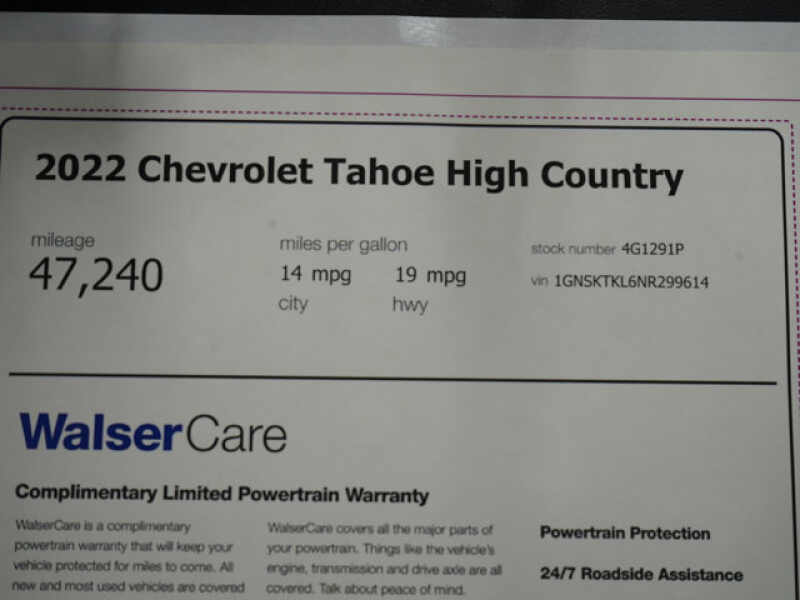 2022 Chevrolet Tahoe High Country
mileage
47,240
miles per gallon
14 mpg 19 mpg
city hwy
stock number 4G1291P
vin 1GNSKTKL6NR299614
WalserCare
Complimentary Limited Powertrain Warranty
WalserCare is a complimentary
powertrain warranty that will keep your
vehicle protected for miles to come. All
new and most used vehicles are covered
WalserCare covers all the major parts of
your powertrain. Things like the vehicle's
engine, transmission and drive axle are all
covered. Talk about peace of mind.
Powertrain Protection
24/7 Roadside Assistance